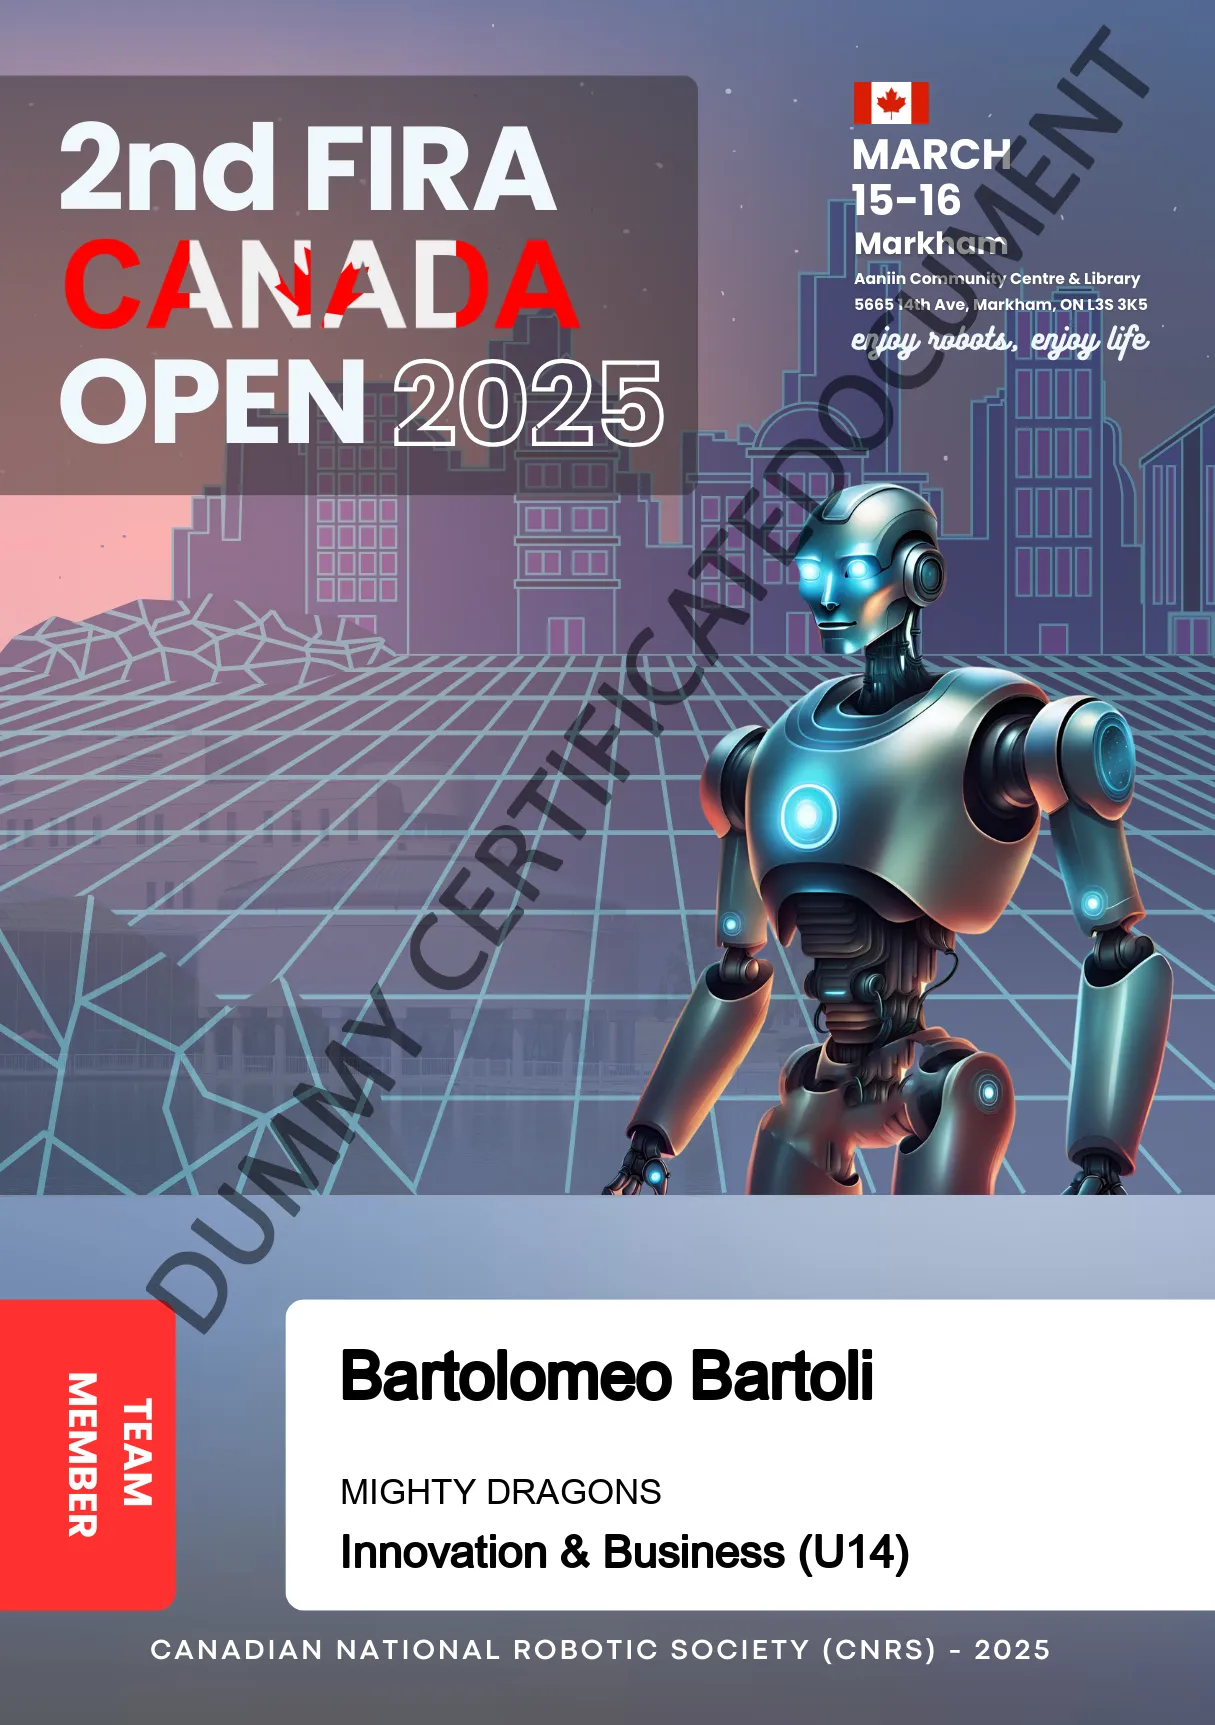 2nd FIRA
CANADA
OPEN 2025
MARCH
15-16
Markham
Aaniin Community Centre & Library
5665 14th Ave, Markham, ON L3S 3K5
enjoy robots, enjoy life
DUMMY CERTIFICATEDOCUMENT
TEAM
MEMBER
Bartolomeo Bartoli
MIGHTY DRAGONS
Innovation & Business (U14)
CANADIAN NATIONAL ROBOTIC SOCIETY (CNRS) - 2025